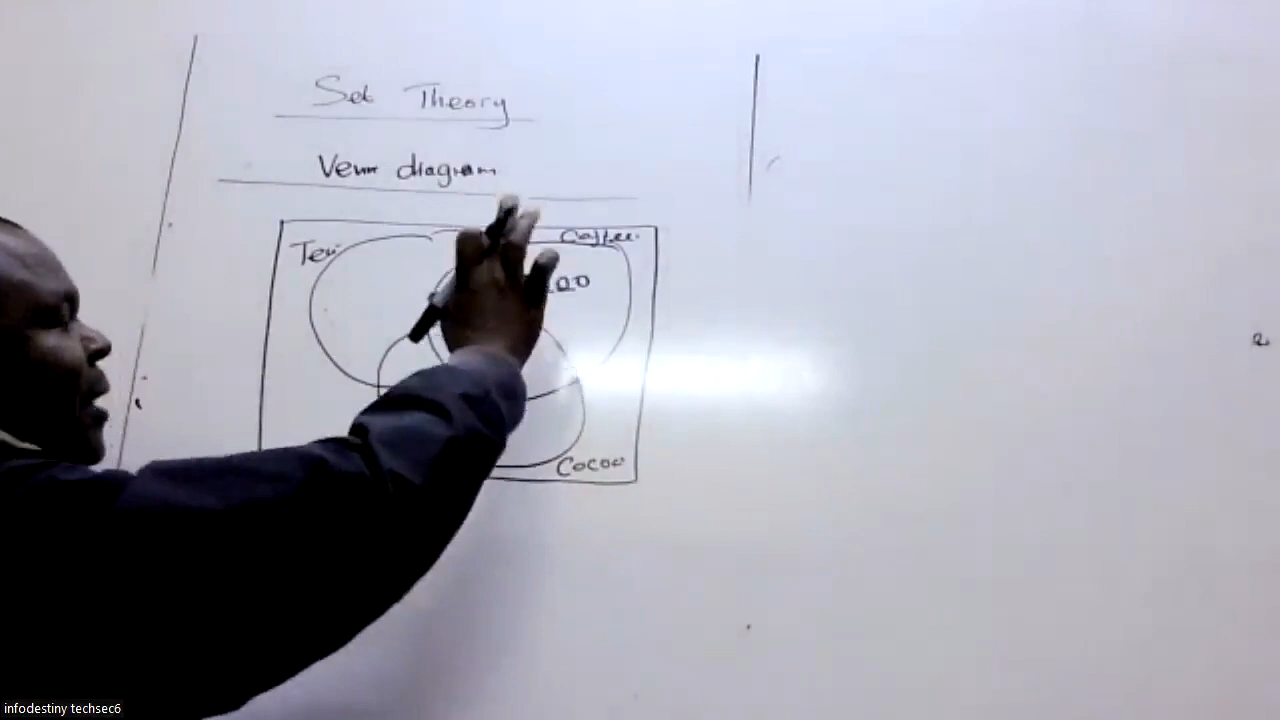 Set Theory
Venn diagram
Tea
Coffee
Cocoa
infodestiny techsec6